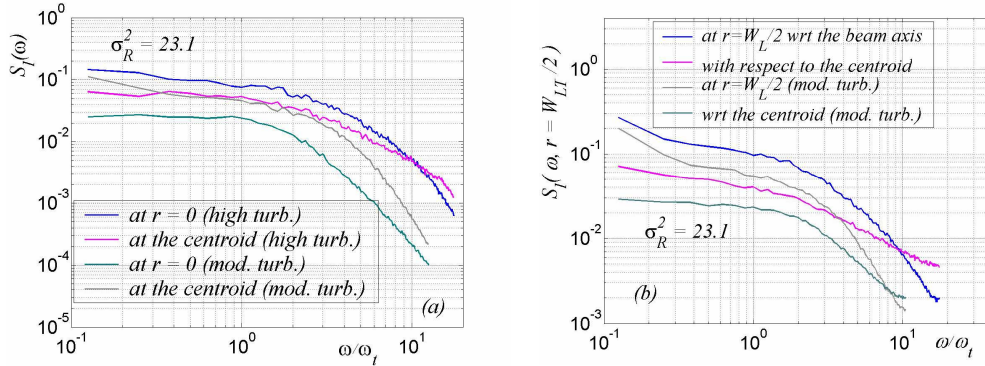 S_I(ω)
10^0
10^-1
10^-2
10^-3
10^-4
10^-5
σ_R^2 = 23.1
at r = 0 (high turb.)
at the centroid (high turb.)
at r = 0 (mod. turb.)
at the centroid (mod. turb.)
(a)
10^-1
10^0
10^1
ω/ω_t
S_I(ω, r = W_LT/2)
10^0
10^-1
10^-2
10^-3
at r=W_L/2 wrt the beam axis
with respect to the centroid
at r=W_L/2 (mod. turb.)
wrt the centroid (mod. turb.)
σ_R^2 = 23.1
(b)
10^-1
10^0
10^1
ω/ω_t